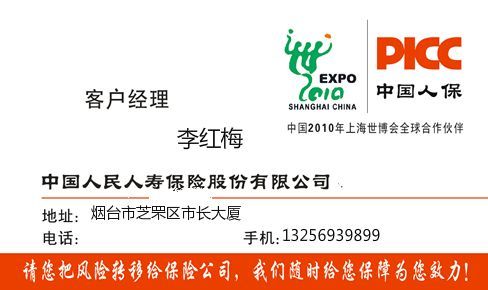 EXPO
2010
SHANGHAI CHINA
PICC
中国人保
中国2010年上海世博会全球合作伙伴
客户经理
李红梅
中国人民人寿保险股份有限公司
地址: 烟台市芝罘区市长大厦
电话: 手机:13256939899
请您把风险转移给保险公司,我们随时给您保障为您致力!